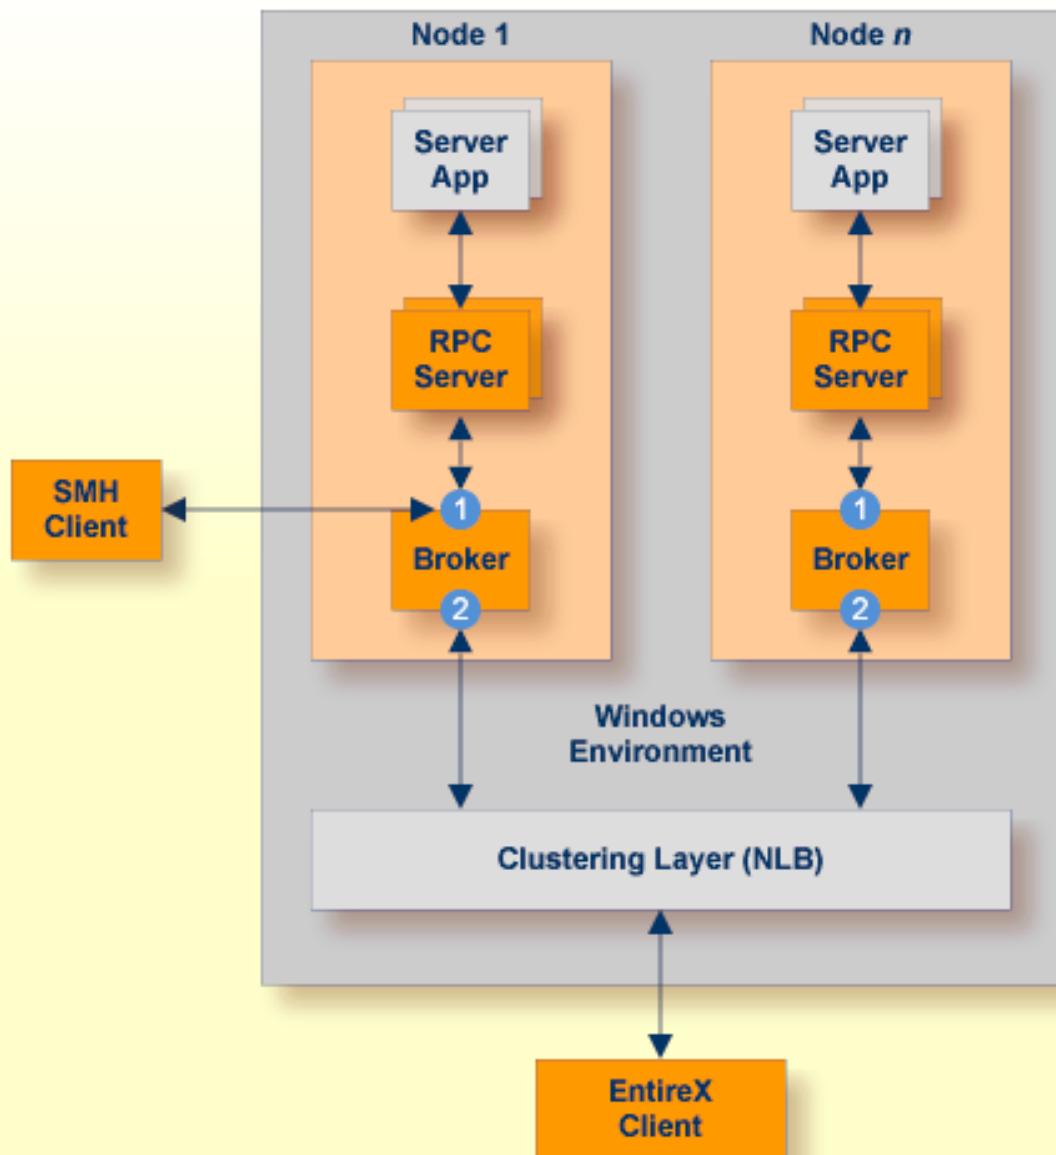 Node 1
Node n
Server
App
Server
App
RPC
Server
RPC
Server
SMH
Client
1
Broker
2
1
Broker
2
Windows
Environment
Clustering Layer (NLB)
EntireX
Client